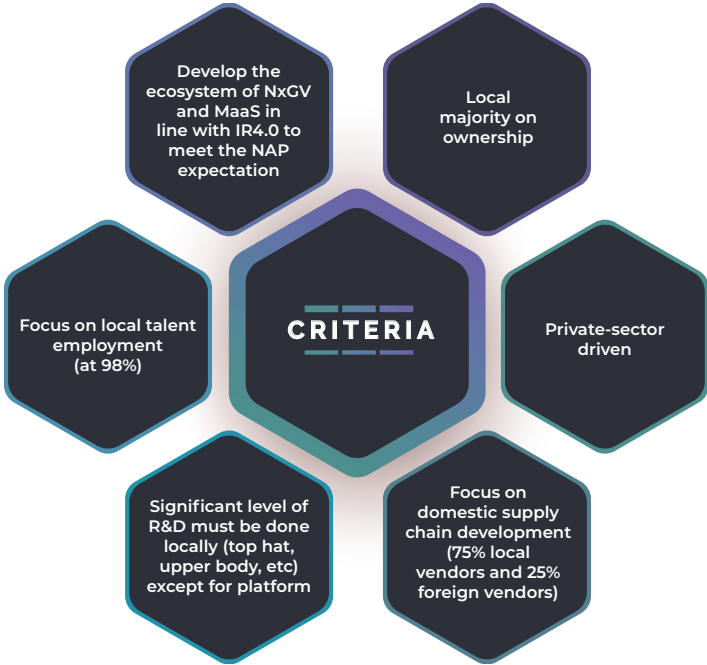 Develop the
ecosystem of NxGV
and MaaS in
line with IR4.0 to
meet the NAP
expectation
Local
majority on
ownership
Focus on local talent
employment
(at 98%)
CRITERIA
Private-sector
driven
Significant level of
R&D must be done
locally (top hat,
upper body, etc)
except for platform
Focus on
domestic supply
chain development
(75% local
vendors and 25%
foreign vendors)